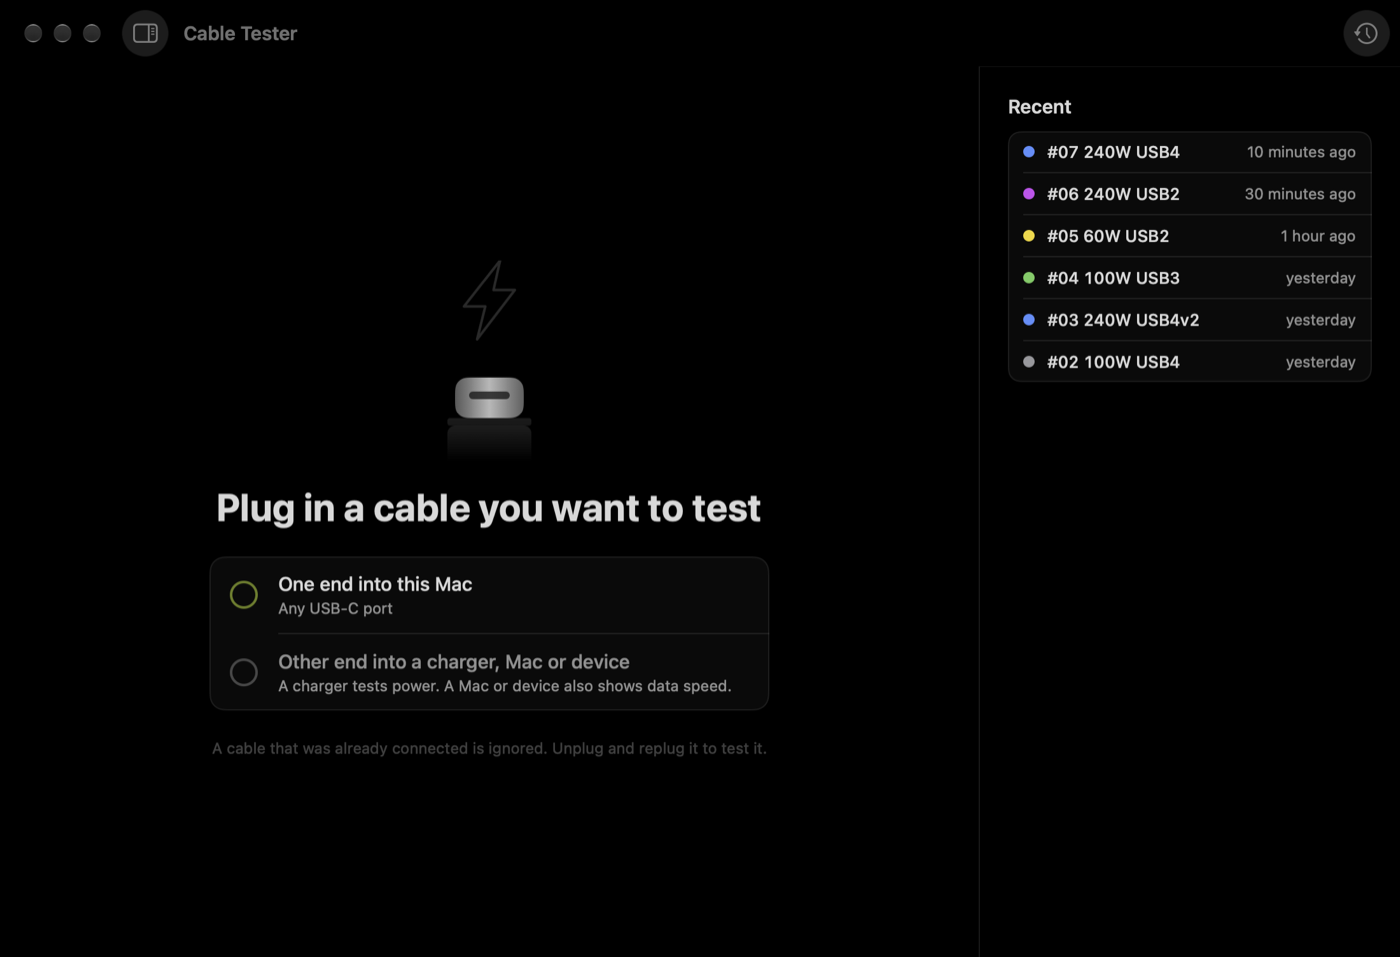 Cable Tester
Plug in a cable you want to test
One end into this Mac
Any USB-C port
Other end into a charger, Mac or device
A charger tests power. A Mac or device also shows data speed.
A cable that was already connected is ignored. Unplug and replug it to test it.
Recent
#07 240W USB4 10 minutes ago
#06 240W USB2 30 minutes ago
#05 60W USB2 1 hour ago
#04 100W USB3 yesterday
#03 240W USB4v2 yesterday
#02 100W USB4 yesterday